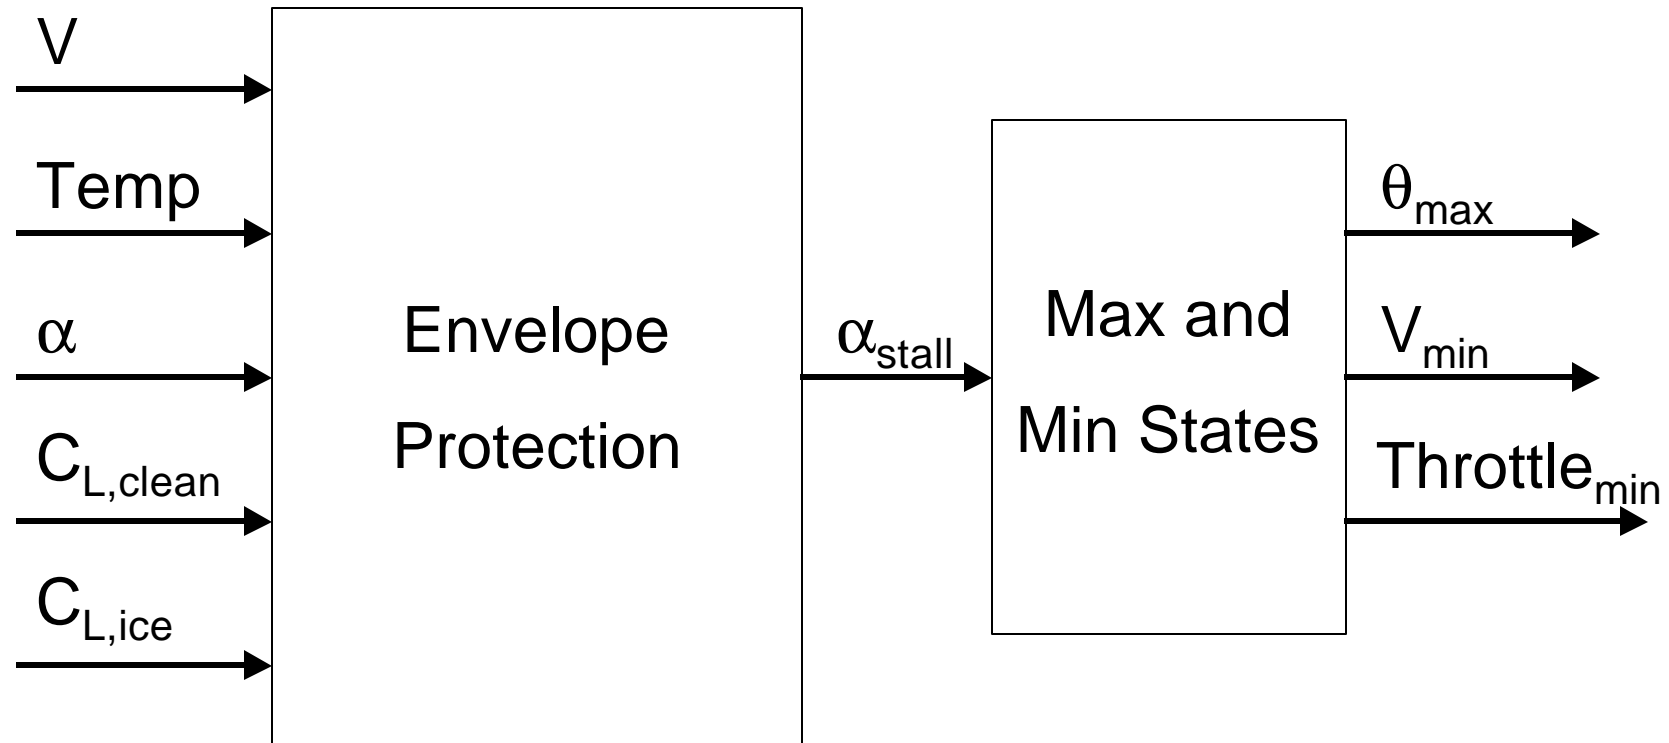 V
Temp
α
C_L,clean
C_L,ice
Envelope
Protection
α_stall
Max and
Min States
θ_max
V_min
Throttle_min